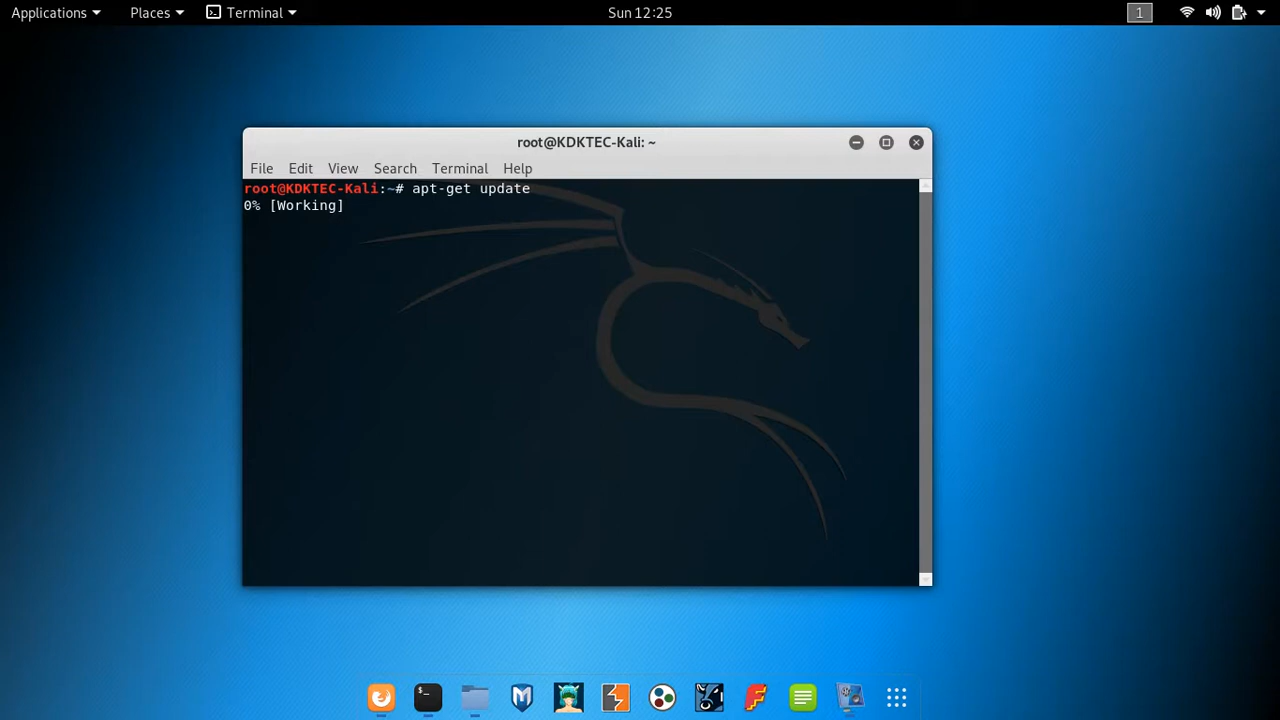 Applications Places Terminal Sun 12:25 1
root@KDKTEC-Kali: ~
File Edit View Search Terminal Help
root@KDKTEC-Kali:~# apt-get update
0% [Working]